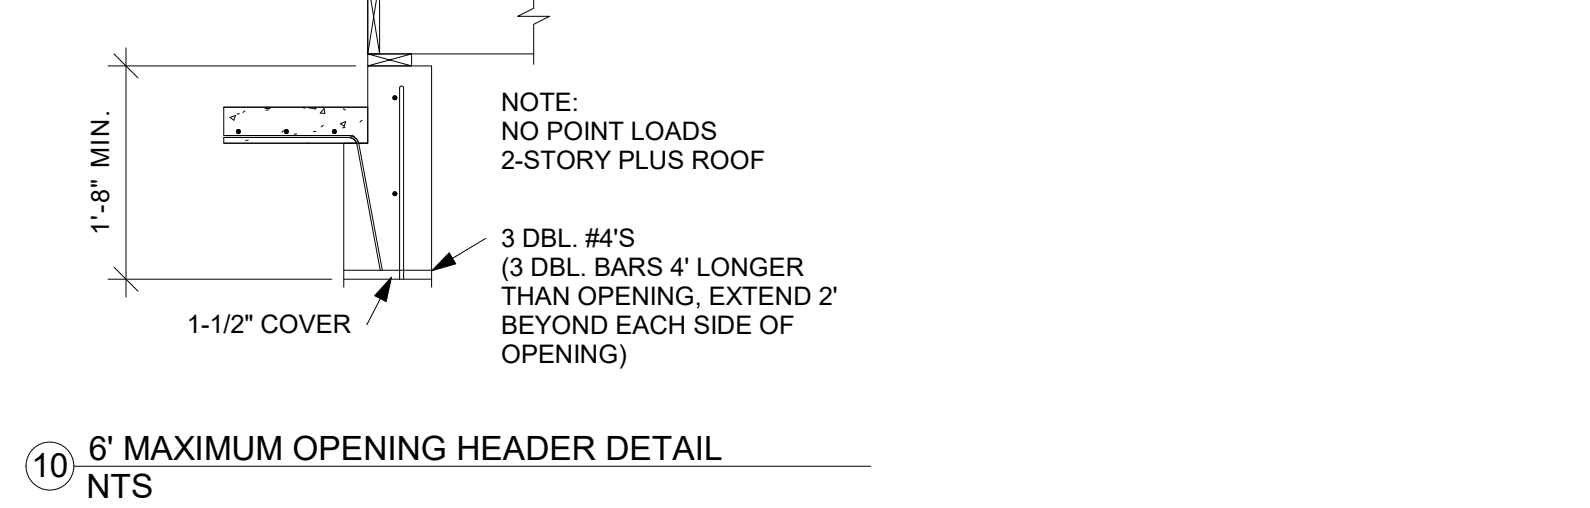 1'-8" MIN.
NOTE:
NO POINT LOADS
2-STORY PLUS ROOF
3 DBL. #4'S
(3 DBL. BARS 4' LONGER
THAN OPENING, EXTEND 2'
BEYOND EACH SIDE OF
OPENING)
1-1/2" COVER
10
6' MAXIMUM OPENING HEADER DETAIL
NTS